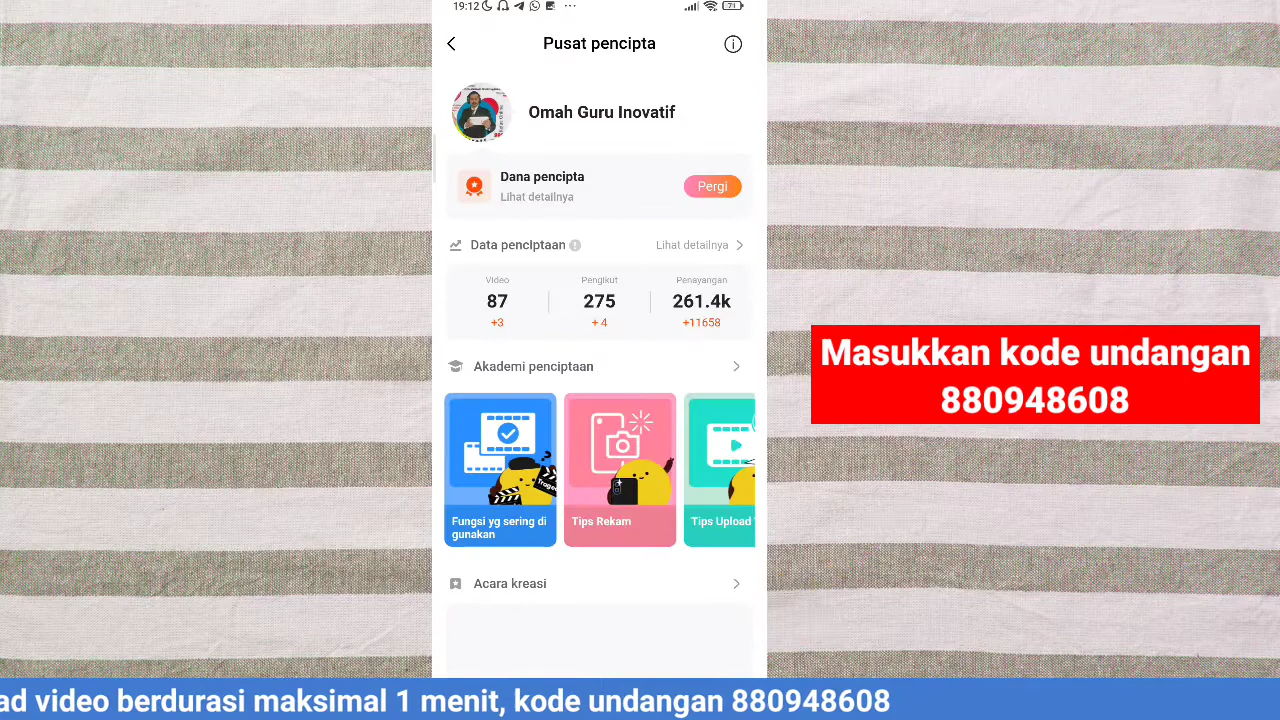 19:12
71
Pusat pencipta
Omah Guru Inovatif
Dana pencipta
Lihat detailnya
Pergi
Data penciptaan
Lihat detailnya
Video
Pengikut
Penayangan
87
275
261.4k
+3
+ 4
+11658
Akademi penciptaan
Fungsi yg sering di
gunakan
Tips Rekam
Tips Upload
Acara kreasi
Masukkan kode undangan
880948608
ad video berdurasi maksimal 1 menit, kode undangan 880948608